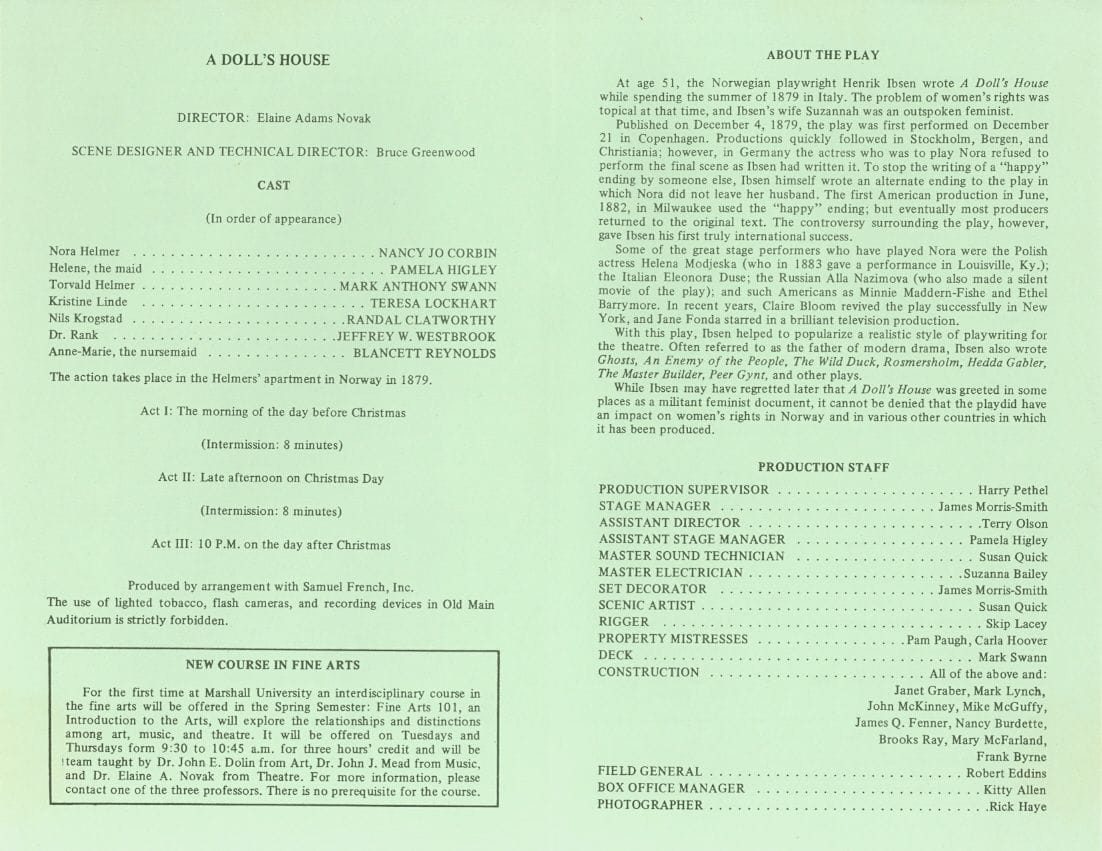 A DOLL'S HOUSE
DIRECTOR: Elaine Adams Novak
SCENE DESIGNER AND TECHNICAL DIRECTOR: Bruce Greenwood
CAST
(In order of appearance)
Nora Helmer . . . . . . . . . . . . . . . . . . . . . . . . . . NANCY JO CORBIN
Helene, the maid . . . . . . . . . . . . . . . . . . . . . . . . . PAMELA HIGLEY
Torvald Helmer . . . . . . . . . . . . . . . . . . . . . MARK ANTHONY SWANN
Kristine Linde . . . . . . . . . . . . . . . . . . . . . . . . TERESA LOCKHART
Nils Krogstad . . . . . . . . . . . . . . . . . . . . . . . RANDAL CLATWORTHY
Dr. Rank . . . . . . . . . . . . . . . . . . . . . . . . . JEFFREY W. WESTBROOK
Anne-Marie, the nursemaid . . . . . . . . . . . . . . . BLANCETT REYNOLDS
The action takes place in the Helmers' apartment in Norway in 1879.
Act I: The morning of the day before Christmas
(Intermission: 8 minutes)
Act II: Late afternoon on Christmas Day
(Intermission: 8 minutes)
Act III: 10 P.M. on the day after Christmas
Produced by arrangement with Samuel French, Inc.
The use of lighted tobacco, flash cameras, and recording devices in Old Main
Auditorium is strictly forbidden.
NEW COURSE IN FINE ARTS
For the first time at Marshall University an interdisciplinary course in
the fine arts will be offered in the Spring Semester: Fine Arts 101, an
Introduction to the Arts, will explore the relationships and distinctions
among art, music, and theatre. It will be offered on Tuesdays and
Thursdays form 9:30 to 10:45 a.m. for three hours' credit and will be
team taught by Dr. John E. Dolin from Art, Dr. John J. Mead from Music,
and Dr. Elaine A. Novak from Theatre. For more information, please
contact one of the three professors. There is no prerequisite for the course.
ABOUT THE PLAY
At age 51, the Norwegian playwright Henrik Ibsen wrote A Doll's House
while spending the summer of 1879 in Italy. The problem of women's rights was
topical at that time, and Ibsen's wife Suzannah was an outspoken feminist.
Published on December 4, 1879, the play was first performed on December
21 in Copenhagen. Productions quickly followed in Stockholm, Bergen, and
Christiania; however, in Germany the actress who was to play Nora refused to
perform the final scene as Ibsen had written it. To stop the writing of a "happy"
ending by someone else, Ibsen himself wrote an alternate ending to the play in
which Nora did not leave her husband. The first American production in June,
1882, in Milwaukee used the "happy" ending; but eventually most producers
returned to the original text. The controversy surrounding the play, however,
gave Ibsen his first truly international success.
Some of the great stage performers who have played Nora were the Polish
actress Helena Modjeska (who in 1883 gave a performance in Louisville, Ky.);
the Italian Eleonora Duse; the Russian Alla Nazimova (who also made a silent
movie of the play); and such Americans as Minnie Maddern-Fishe and Ethel
Barrymore. In recent years, Claire Bloom revived the play successfully in New
York, and Jane Fonda starred in a brilliant television production.
With this play, Ibsen helped to popularize a realistic style of playwriting for
the theatre. Often referred to as the father of modern drama, Ibsen also wrote
Ghosts, An Enemy of the People, The Wild Duck, Rosmersholm, Hedda Gabler,
The Master Builder, Peer Gynt, and other plays.
While Ibsen may have regretted later that A Doll's House was greeted in some
places as a militant feminist document, it cannot be denied that the playdid have
an impact on women's rights in Norway and in various other countries in which
it has been produced.
PRODUCTION STAFF
PRODUCTION SUPERVISOR . . . . . . . . . . . . . . . . . . . . . Harry Pethel
STAGE MANAGER . . . . . . . . . . . . . . . . . . . . . . . James Morris-Smith
ASSISTANT DIRECTOR . . . . . . . . . . . . . . . . . . . . . . . . .Terry Olson
ASSISTANT STAGE MANAGER . . . . . . . . . . . . . . . . . . Pamela Higley
MASTER SOUND TECHNICIAN . . . . . . . . . . . . . . . . . . . Susan Quick
MASTER ELECTRICIAN . . . . . . . . . . . . . . . . . . . . . . .Suzanna Bailey
SET DECORATOR . . . . . . . . . . . . . . . . . . . . . . . James Morris-Smith
SCENIC ARTIST . . . . . . . . . . . . . . . . . . . . . . . . . . . . . Susan Quick
RIGGER . . . . . . . . . . . . . . . . . . . . . . . . . . . . . . . . . . Skip Lacey
PROPERTY MISTRESSES . . . . . . . . . . . . . . . .Pam Paugh, Carla Hoover
DECK . . . . . . . . . . . . . . . . . . . . . . . . . . . . . . . . . . . Mark Swann
CONSTRUCTION . . . . . . . . . . . . . . . . . . . . . . . All of the above and:
Janet Graber, Mark Lynch,
John McKinney, Mike McGuffy,
James Q. Fenner, Nancy Burdette,
Brooks Ray, Mary McFarland,
Frank Byrne
FIELD GENERAL . . . . . . . . . . . . . . . . . . . . . . . . . . . Robert Eddins
BOX OFFICE MANAGER . . . . . . . . . . . . . . . . . . . . . . . . Kitty Allen
PHOTOGRAPHER . . . . . . . . . . . . . . . . . . . . . . . . . . . . . .Rick Haye